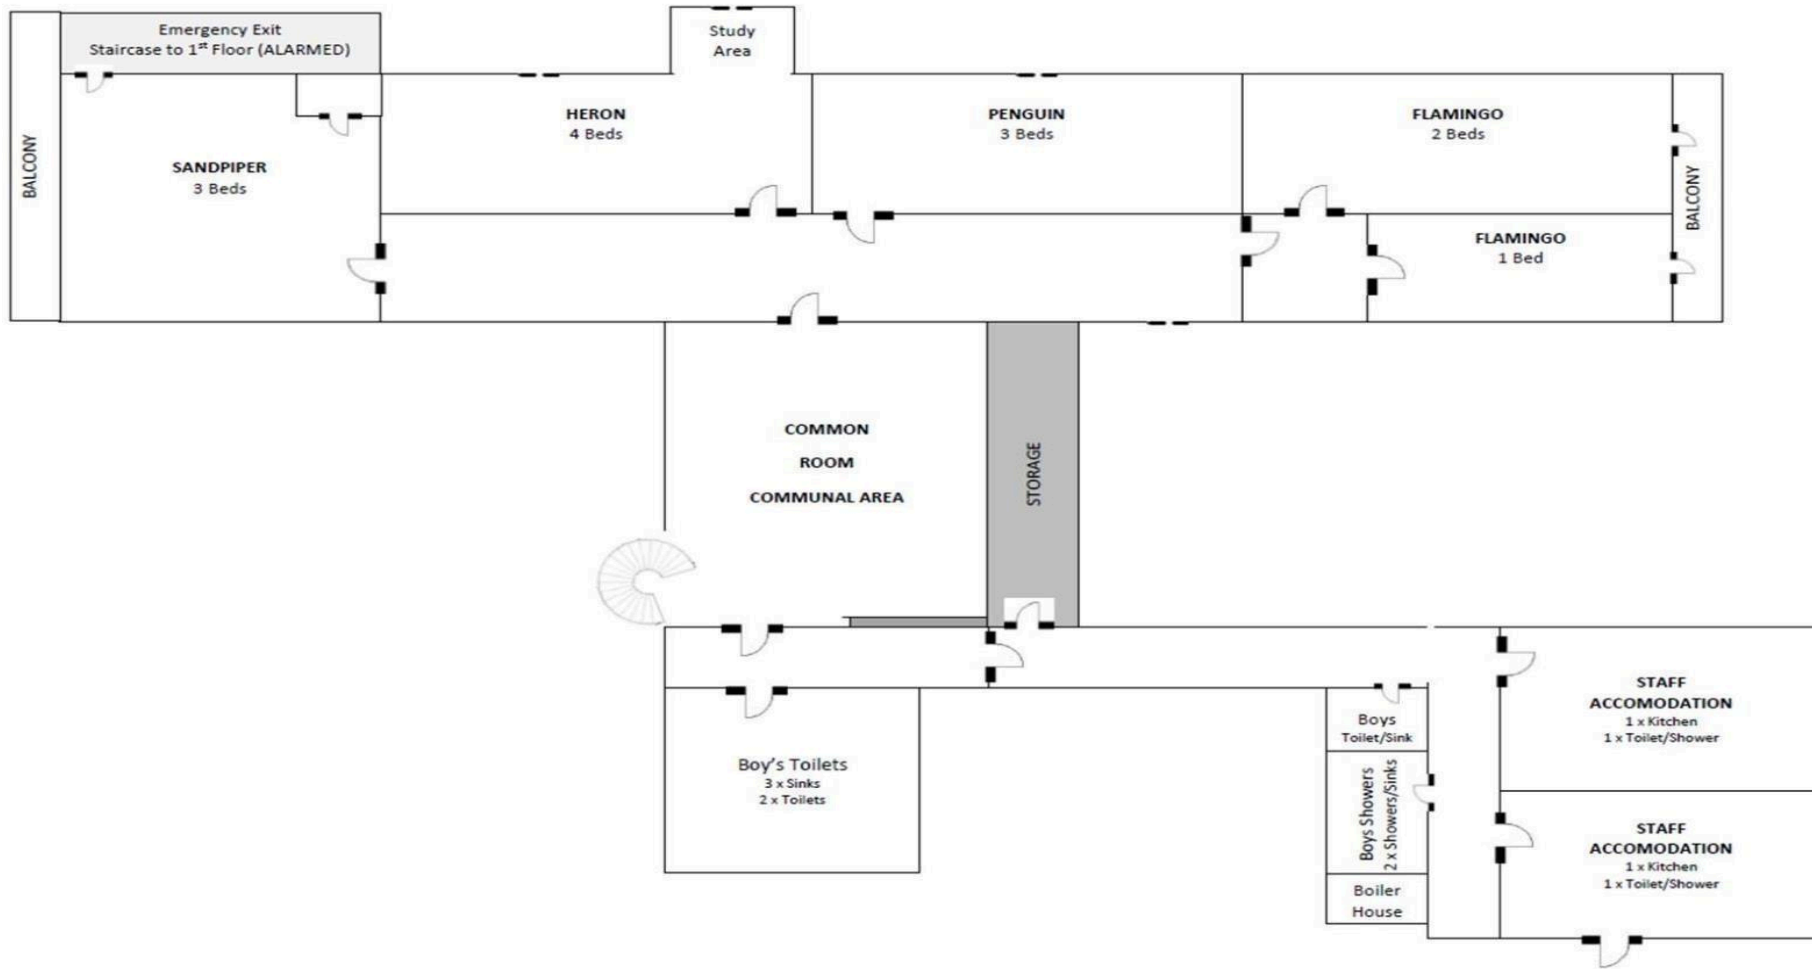 Emergency Exit
Staircase to 1st Floor (ALARMED)
Study
Area
BALCONY
SANDPIPER
3 Beds
HERON
4 Beds
PENGUIN
3 Beds
FLAMINGO
2 Beds
BALCONY
FLAMINGO
1 Bed
COMMON
ROOM
COMMUNAL AREA
STORAGE
Boy's Toilets
3 x Sinks
2 x Toilets
Boys
Toilet/Sink
Boys Showers
2 x Showers/Sinks
Boiler
House
STAFF
ACCOMODATION
1 x Kitchen
1 x Toilet/Shower
STAFF
ACCOMODATION
1 x Kitchen
1 x Toilet/Shower